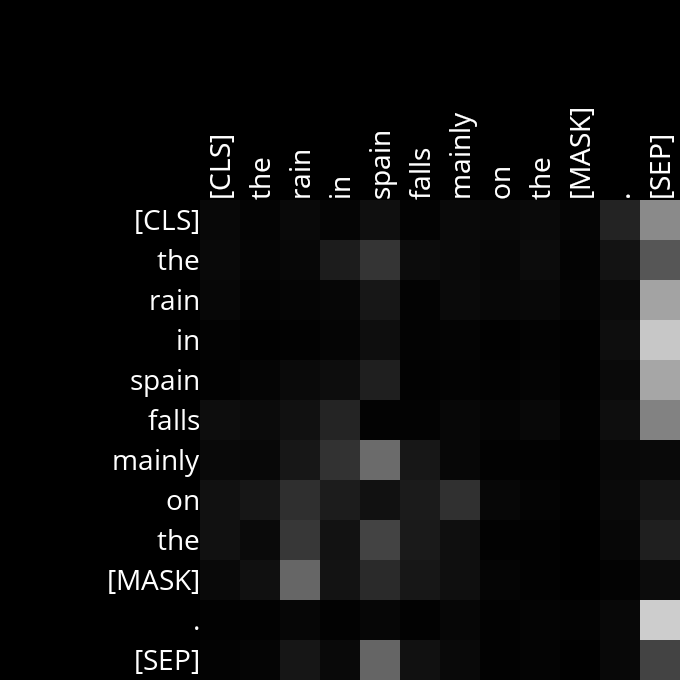 [CLS] the rain in spain falls mainly on the [MASK] . [SEP]
[CLS]
the
rain
in
spain
falls
mainly
on
the
[MASK]
.
[SEP]